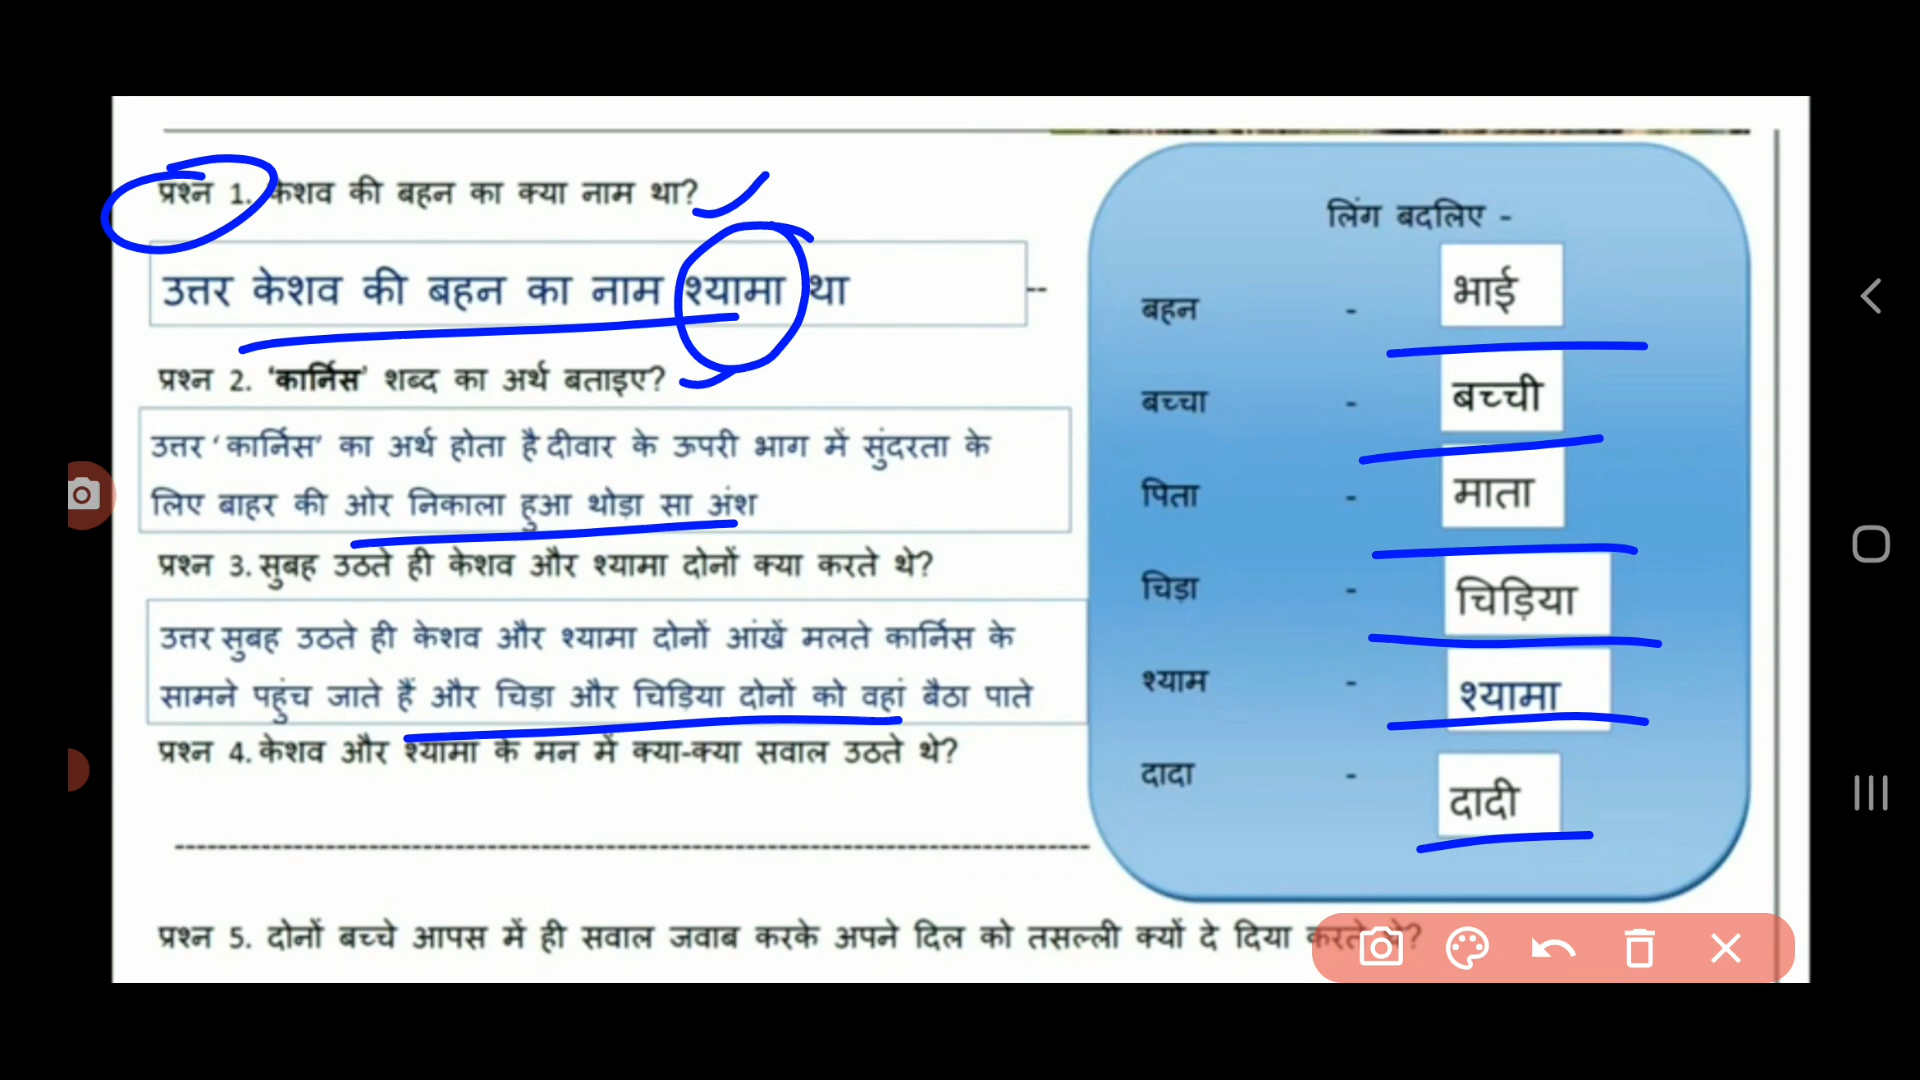 प्रश्न 1. केशव की बहन का क्या नाम था?
उत्तर केशव की बहन का नाम श्यामा था --
प्रश्न 2. 'कार्निस' शब्द का अर्थ बताइए?
उत्तर ‘कार्निस’ का अर्थ होता है दीवार के ऊपरी भाग में सुंदरता के
लिए बाहर की ओर निकाला हुआ थोड़ा सा अंश
प्रश्न 3. सुबह उठते ही केशव और श्यामा दोनों क्या करते थे?
उत्तर सुबह उठते ही केशव और श्यामा दोनों आंखें मलते कार्निस के
सामने पहुंच जाते हैं और चिडा और चिड़िया दोनों को वहां बैठा पाते
प्रश्न 4. केशव और श्यामा के मन में क्या-क्या सवाल उठते थे?
प्रश्न 5. दोनों बच्चे आपस में ही सवाल जवाब करके अपने दिल को तसल्ली क्यों दे दिया करते थे?
लिंग बदलिए -
बहन - भाई
बच्चा - बच्ची
पिता - माता
चिड़ा - चिड़िया
श्याम - श्यामा
दादा - दादी